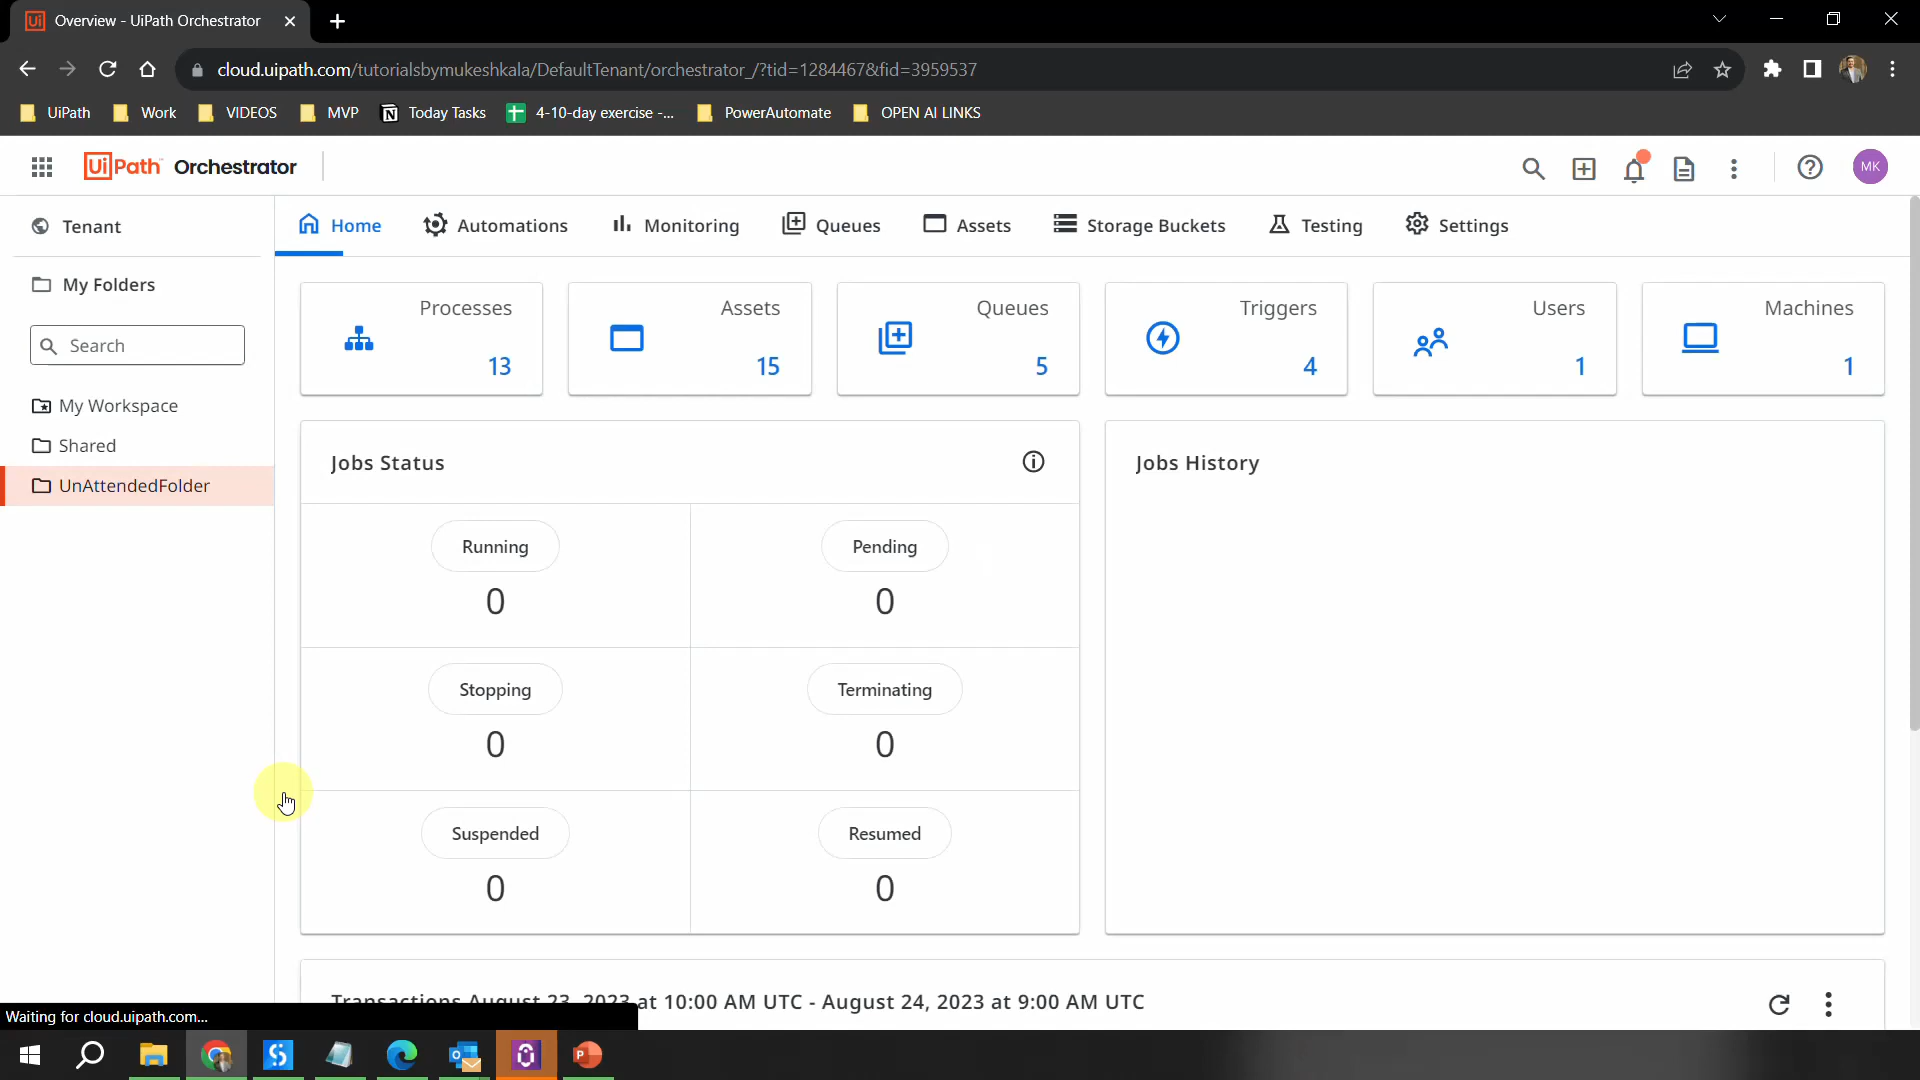 Overview - UiPath Orchestrator
cloud.uipath.com/tutorialsbymukeshkala/DefaultTenant/orchestrator_/?tid=1284467&fid=3959537
UiPath Work VIDEOS MVP Today Tasks 4-10-day exercise -... PowerAutomate OPEN AI LINKS
UiPath Orchestrator
MK
Tenant
Home Automations Monitoring Queues Assets Storage Buckets Testing Settings
My Folders
Search
My Workspace
Shared
UnAttendedFolder
Processes Assets Queues Triggers Users Machines
13 15 5 4 1 1
Jobs Status
Jobs History
Running Pending
0 0
Stopping Terminating
0 0
Suspended Resumed
0 0
Transactions August 23, 2023 at 10:00 AM UTC - August 24, 2023 at 9:00 AM UTC
Waiting for cloud.uipath.com...